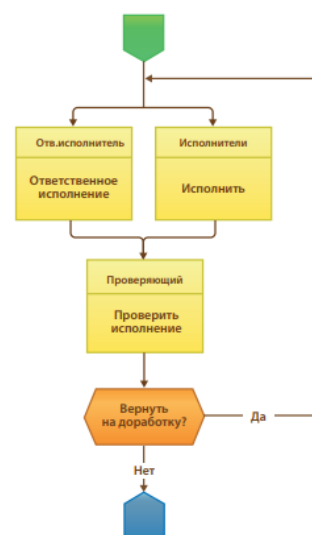 Отв.исполнитель
Ответственное
исполнение
Исполнители
Исполнить
Проверяющий
Проверить
исполнение
Вернуть
на доработку?
Да
Нет